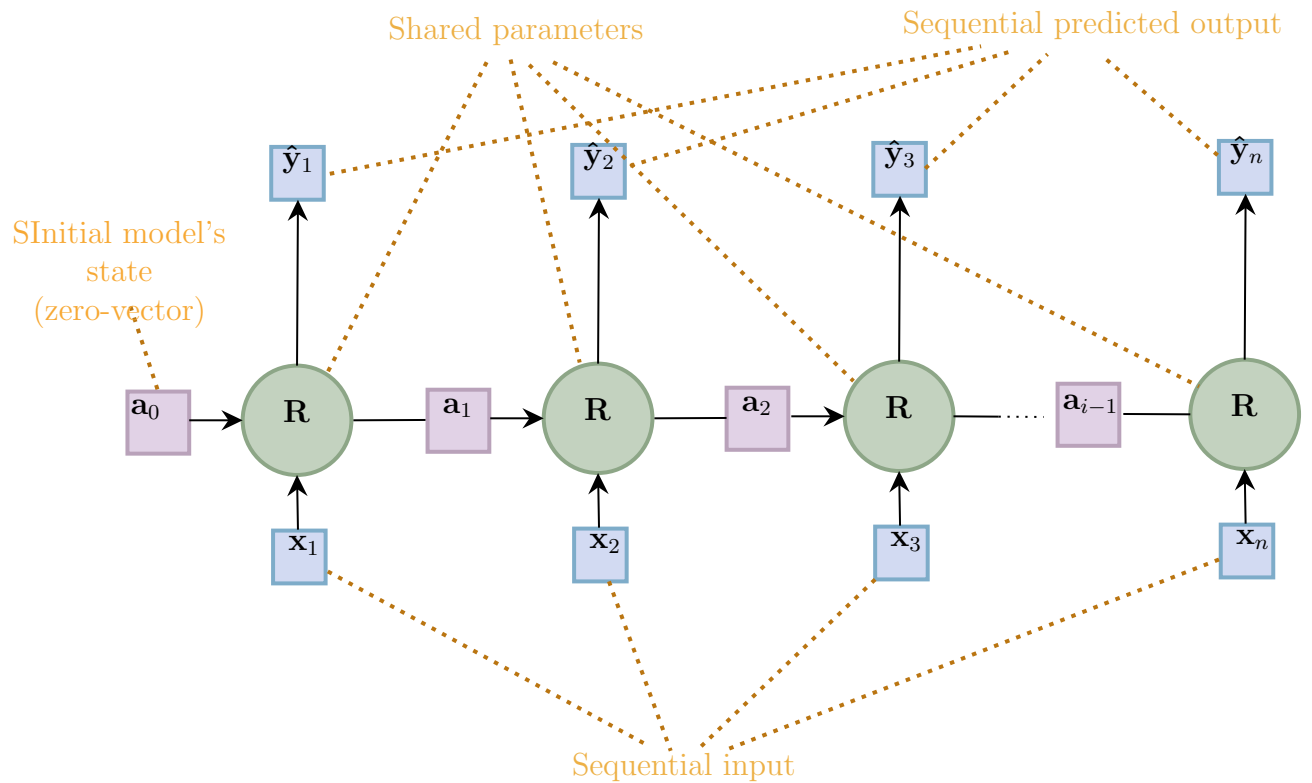 Shared parameters
Sequential predicted output
ŷ₁
ŷ₂
ŷ₃
ŷₙ
SInitial model's
state
(zero-vector)
a₀
R
a₁
R
a₂
R
aᵢ₋₁
R
x₁
x₂
x₃
xₙ
Sequential input